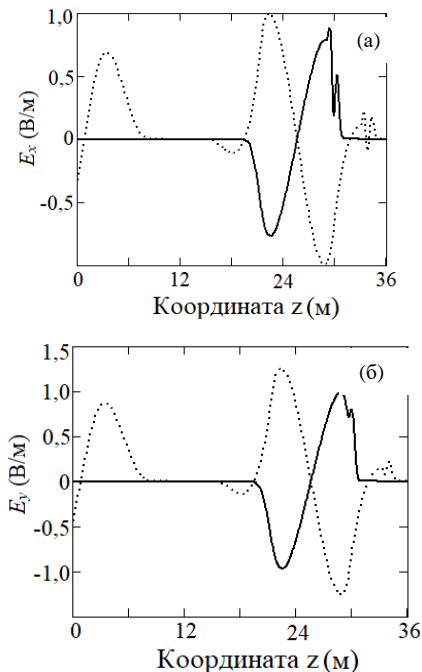 (а)
1,0
0,5
0
-0,5
Eₓ (В/м)
0 12 24 36
Координата z (м)
(б)
1,5
1,0
0,5
0
-0,5
-1,0
E_y (В/м)
0 12 24 36
Координата z (м)